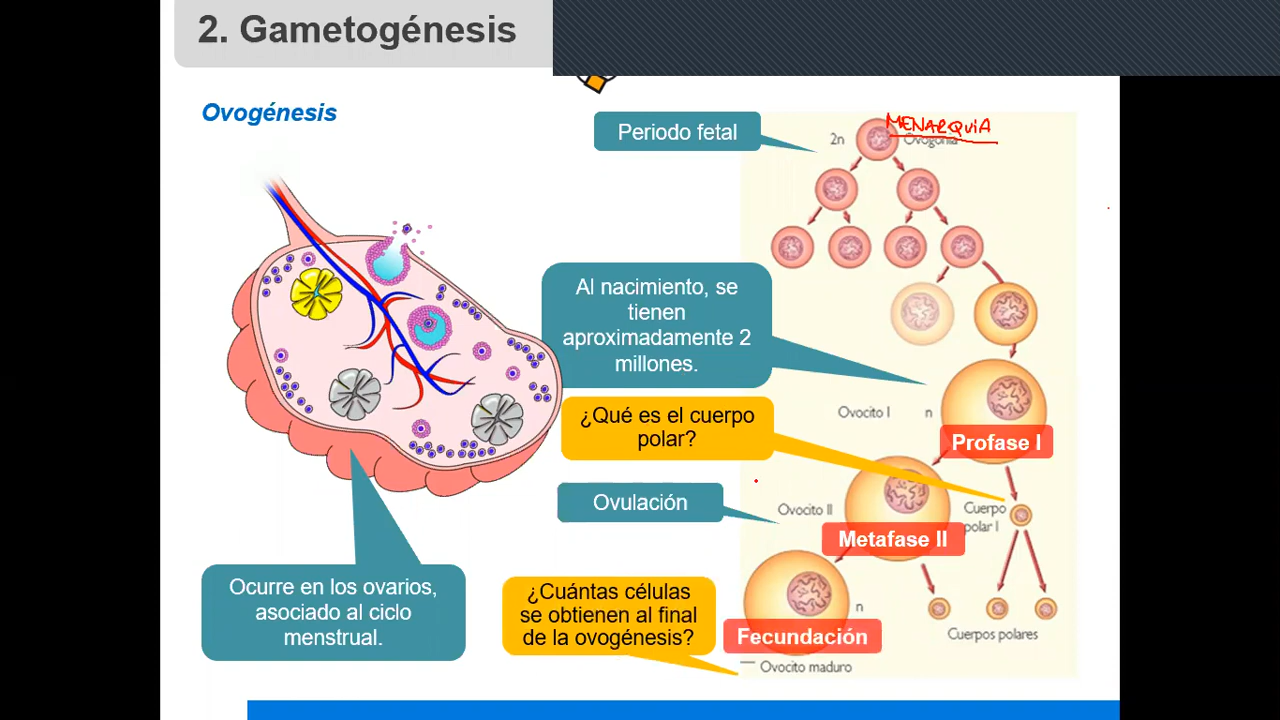 2. Gametogénesis
Ovogénesis
Periodo fetal
2n
MENARQUIA
Ovogonia
Al nacimiento, se
tienen
aproximadamente 2
millones.
Ovocito I
n
Profase I
¿Qué es el cuerpo
polar?
Ovulación
Ovocito II
Cuerpo
polar I
Metafase II
Ocurre en los ovarios,
asociado al ciclo
menstrual.
¿Cuántas células
se obtienen al final
de la ovogénesis?
n
Fecundación
Cuerpos polares
Ovocito maduro